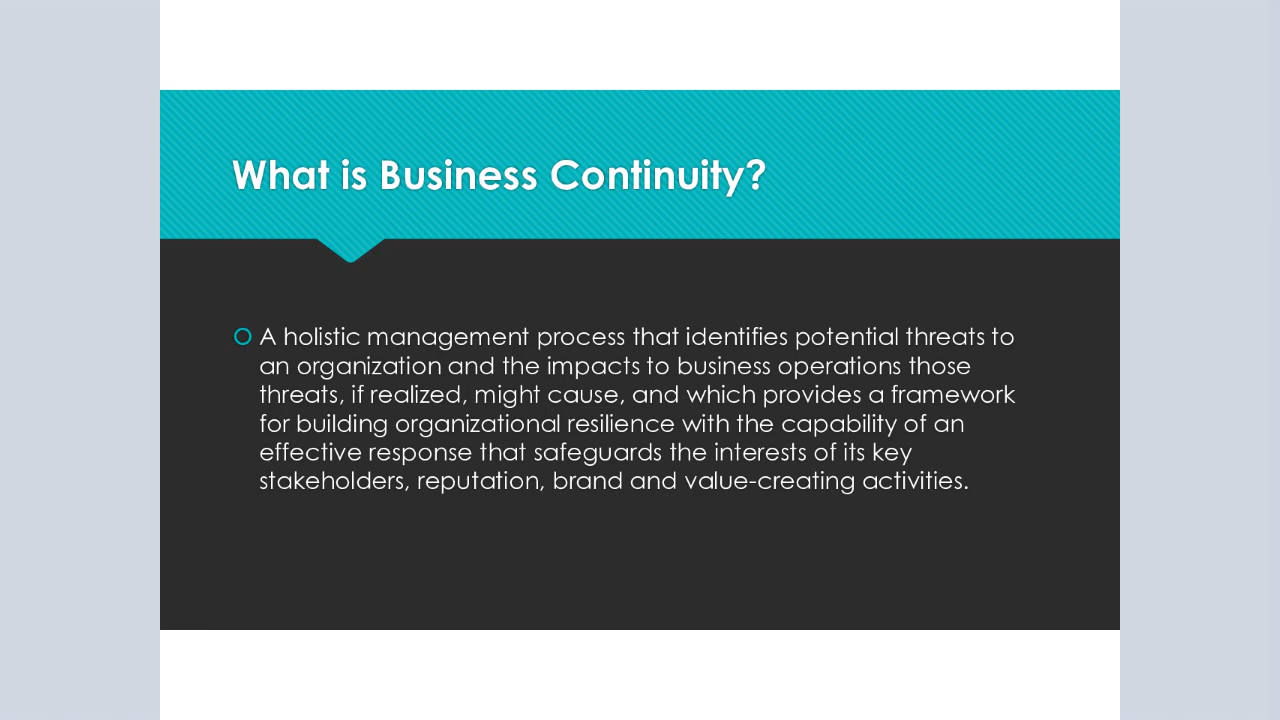 What is Business Continuity?
A holistic management process that identifies potential threats to
an organization and the impacts to business operations those
threats, if realized, might cause, and which provides a framework
for building organizational resilience with the capability of an
effective response that safeguards the interests of its key
stakeholders, reputation, brand and value-creating activities.